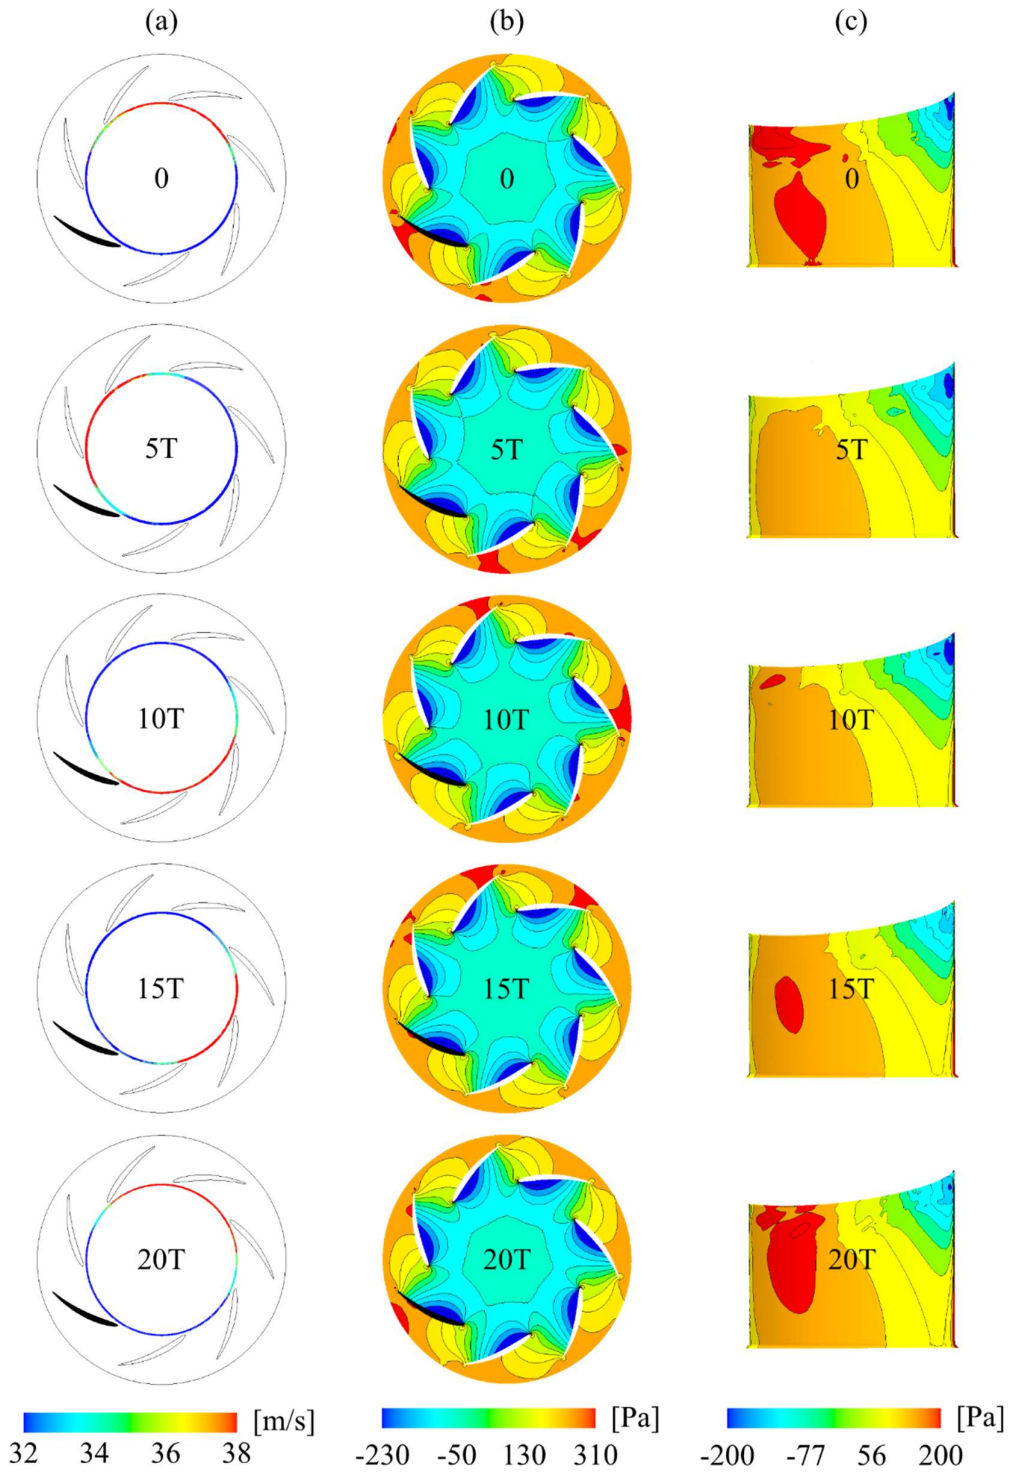 (a) (b) (c)
0 0 0
5T 5T 5T
10T 10T 10T
15T 15T 15T
20T 20T 20T
[m/s] [Pa] [Pa]
32 34 36 38 -230 -50 130 310 -200 -77 56 200